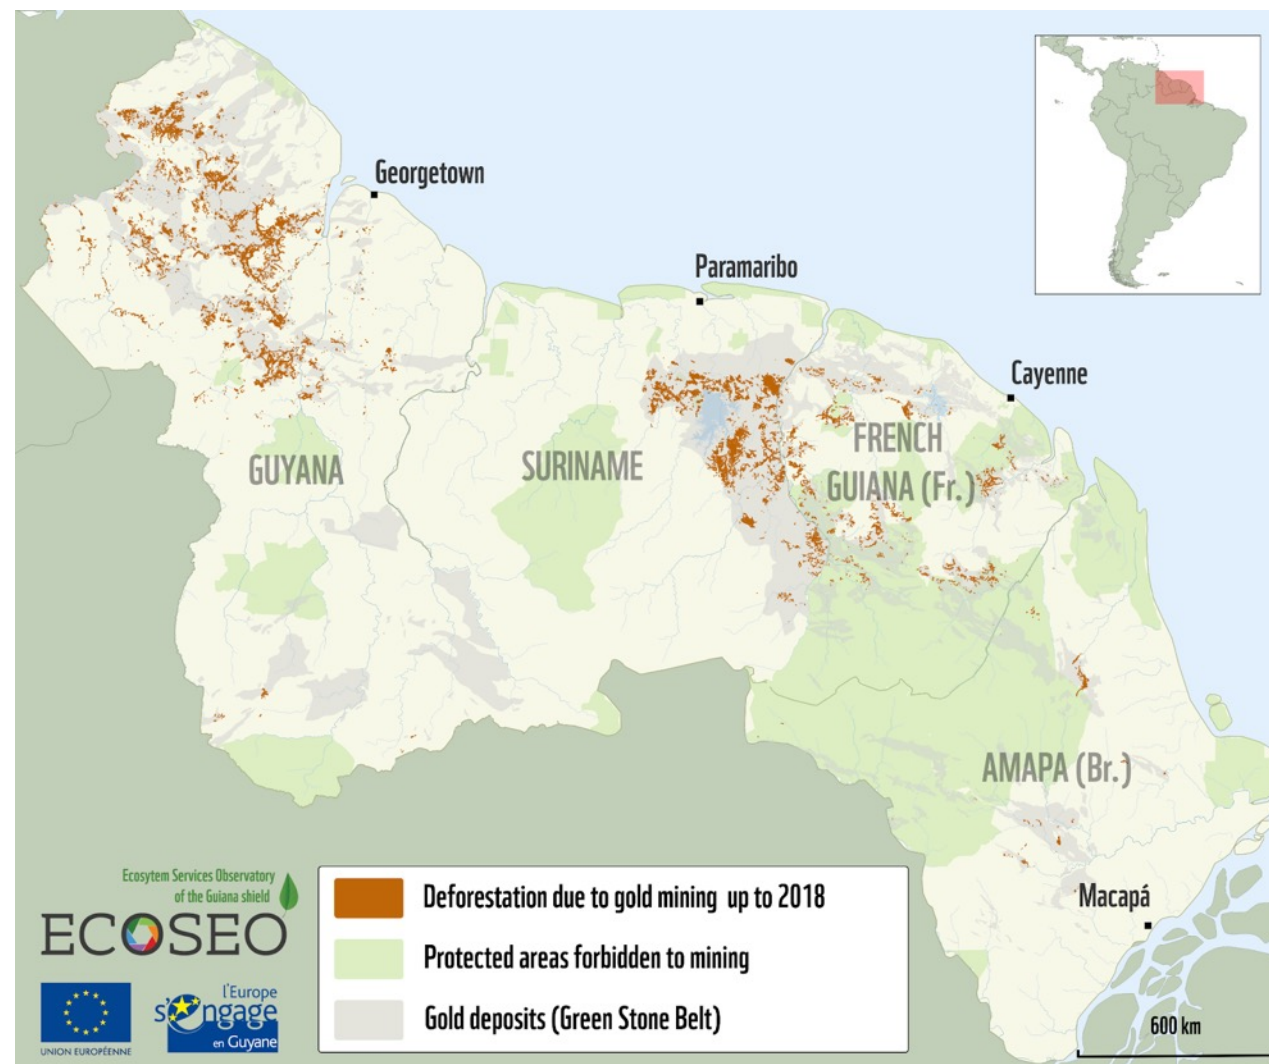 Georgetown
Paramaribo
Cayenne
GUYANA
SURINAME
FRENCH
GUIANA (Fr.)
AMAPA (Br.)
Macapá
Ecosytem Services Observatory
of the Guiana shield
ECOSEO
UNION EUROPÉENNE
l'Europe
s'engage
en Guyane
Deforestation due to gold mining up to 2018
Protected areas forbidden to mining
Gold deposits (Green Stone Belt)
600 km